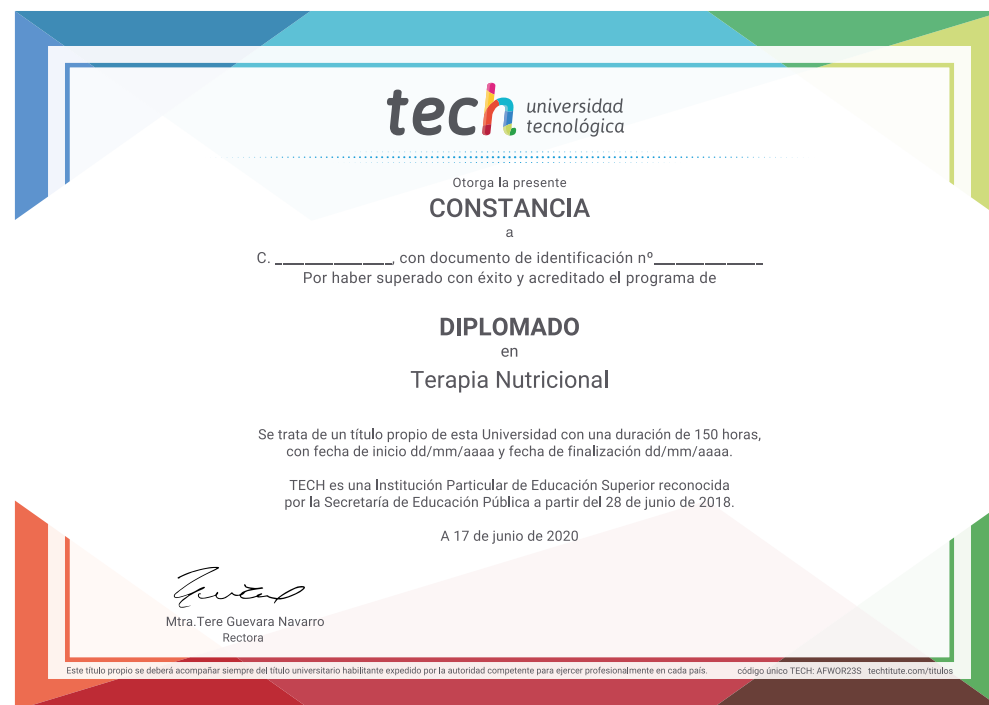 tech universidad
tecnológica
Otorga la presente
CONSTANCIA
a
C. ______________, con documento de identificación nº______________
Por haber superado con éxito y acreditado el programa de
DIPLOMADO
en
Terapia Nutricional
Se trata de un título propio de esta Universidad con una duración de 150 horas,
con fecha de inicio dd/mm/aaaa y fecha de finalización dd/mm/aaaa.
TECH es una Institución Particular de Educación Superior reconocida
por la Secretaría de Educación Pública a partir del 28 de junio de 2018.
A 17 de junio de 2020
Mtra.Tere Guevara Navarro
Rectora
Este título propio se deberá acompañar siempre del título universitario habilitante expedido por la autoridad competente para ejercer profesionalmente en cada país. código único TECH: AFWOR23S techtitute.com/titulos